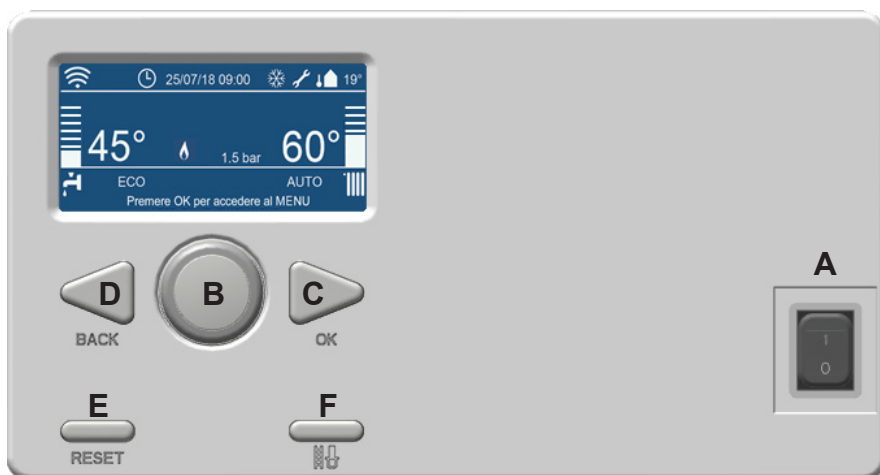 25/07/18 09:00 19°
45° 1.5 bar 60°
ECO AUTO
Premere OK per accedere al MENU
A
D B C
BACK OK
I
O
E F
RESET